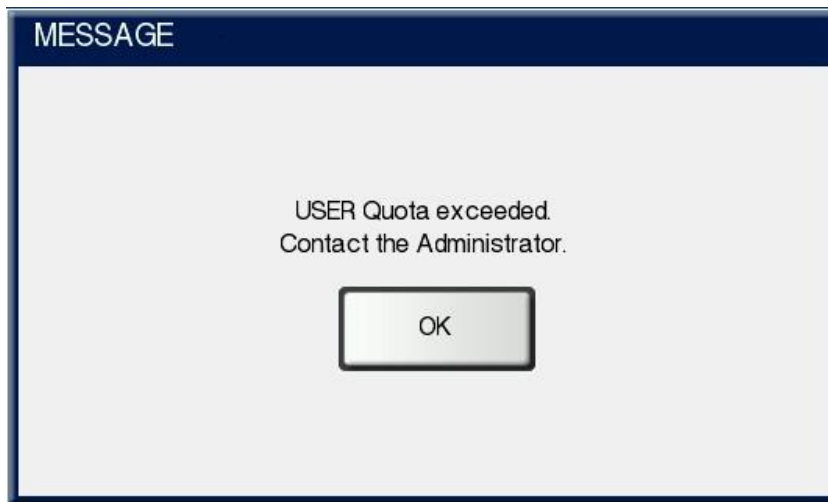 MESSAGE
USER Quota exceeded.
Contact the Administrator.
OK